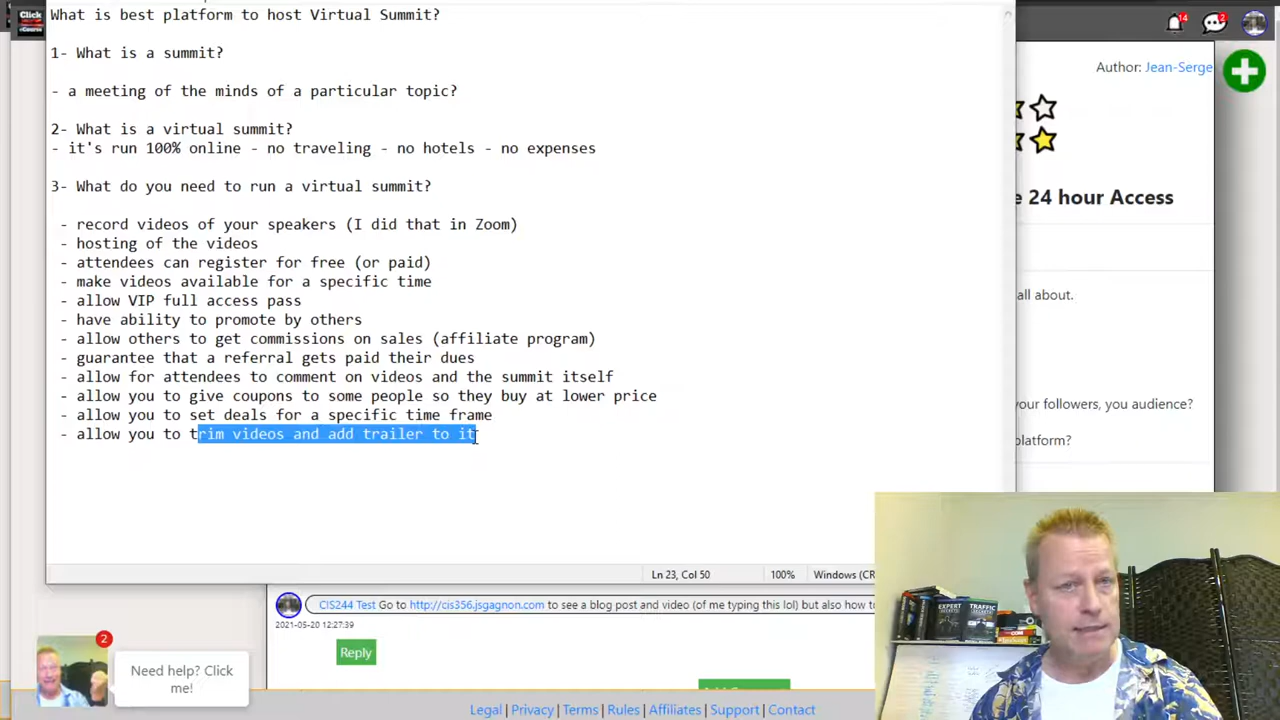 What is best platform to host Virtual Summit?
1- What is a summit?
- a meeting of the minds of a particular topic?
2- What is a virtual summit?
- it's run 100% online - no traveling - no hotels - no expenses
3- What do you need to run a virtual summit?
- record videos of your speakers (I did that in Zoom)
- hosting of the videos
- attendees can register for free (or paid)
- make videos available for a specific time
- allow VIP full access pass
- have ability to promote by others
- allow others to get commissions on sales (affiliate program)
- guarantee that a referral gets paid their dues
- allow for attendees to comment on videos and the summit itself
- allow you to give coupons to some people so they buy at lower price
- allow you to set deals for a specific time frame
- allow you to trim videos and add trailer to it
Ln 23, Col 50
100%
Windows (CR
Click
14
2
Author: Jean-Serge
e 24 hour Access
all about.
your followers, you audience?
platform?
CIS244 Test Go to http://cis356.jsgagnon.com to see a blog post and video (of me typing this lol) but also how to
2021-05-20 12:27:39
Reply
2
Need help? Click
me!
Legal | Privacy | Terms | Rules | Affiliates | Support | Contact
EXPERT
SECRETS
TRAFFIC
SECRETS